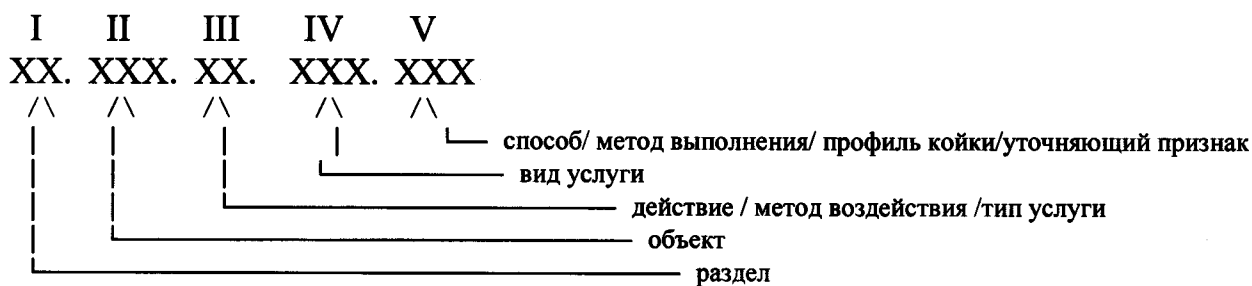 I II III IV V
XX. XXX. XX. XXX. XXX
способ/ метод выполнения/ профиль койки/уточняющий признак
вид услуги
действие / метод воздействия /тип услуги
объект
раздел